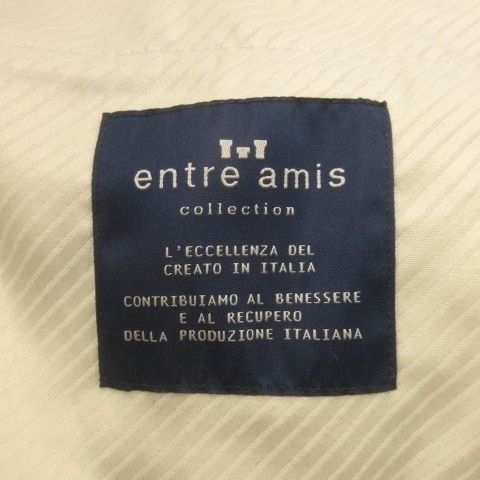 entre amis
collection
L'ECCELLENZA DEL
CREATO IN ITALIA
CONTRIBUIAMO AL BENESSERE
E AL RECUPERO
DELLA PRODUZIONE ITALIANA